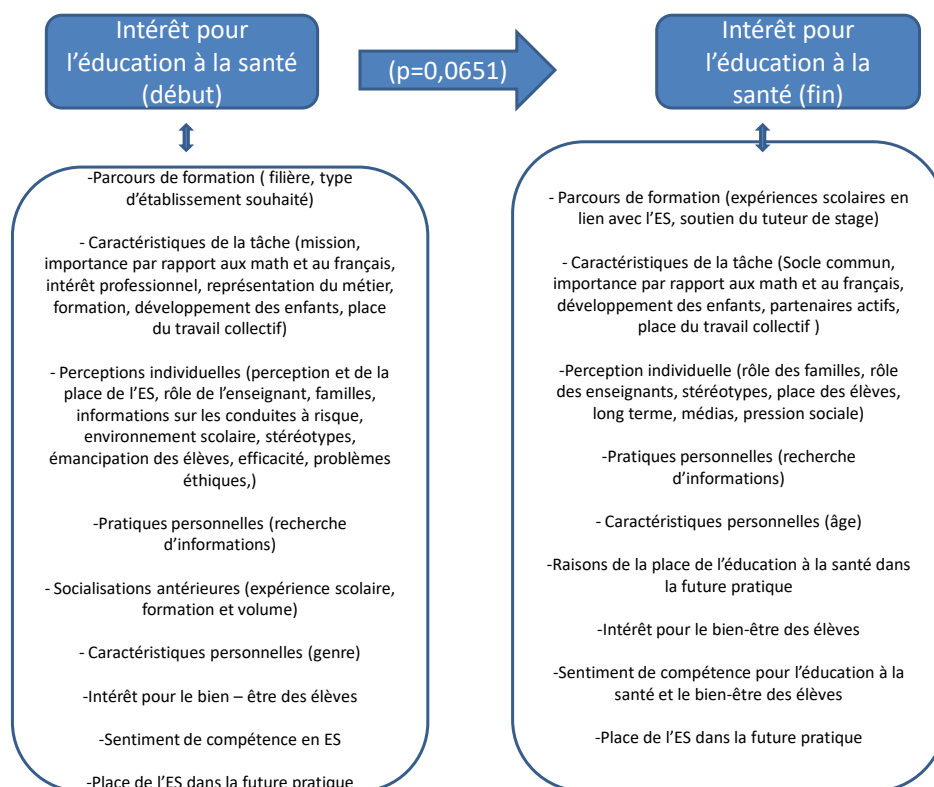 Intérêt pour
l'éducation à la santé
(début)
(p=0,0651)
Intérêt pour
l'éducation à la
santé (fin)
-Parcours de formation ( filière, type
d'établissement souhaité)
- Caractéristiques de la tâche (mission,
importance par rapport aux math et au français,
intérêt professionnel, représentation du métier,
formation, développement des enfants, place
du travail collectif)
- Perceptions individuelles (perception et de la
place de l'ES, rôle de l'enseignant, familles,
informations sur les conduites à risque,
environnement scolaire, stéréotypes,
émancipation des élèves, efficacité, problèmes
éthiques,)
-Pratiques personnelles (recherche
d'informations)
- Socialisations antérieures (expérience scolaire,
formation et volume)
- Caractéristiques personnelles (genre)
-Intérêt pour le bien – être des élèves
-Sentiment de compétence en ES
-Place de l'ES dans la future pratique
- Parcours de formation (expériences scolaires en
lien avec l'ES, soutien du tuteur de stage)
- Caractéristiques de la tâche (Socle commun,
importance par rapport aux math et au français,
développement des enfants, partenaires actifs,
place du travail collectif )
-Perception individuelle (rôle des familles, rôle
des enseignants, stéréotypes, place des élèves,
long terme, médias, pression sociale)
-Pratiques personnelles (recherche
d'informations)
- Caractéristiques personnelles (âge)
-Raisons de la place de l'éducation à la santé dans
la future pratique
-Intérêt pour le bien-être des élèves
-Sentiment de compétence pour l'éducation à la
santé et le bien-être des élèves
-Place de l'ES dans la future pratique